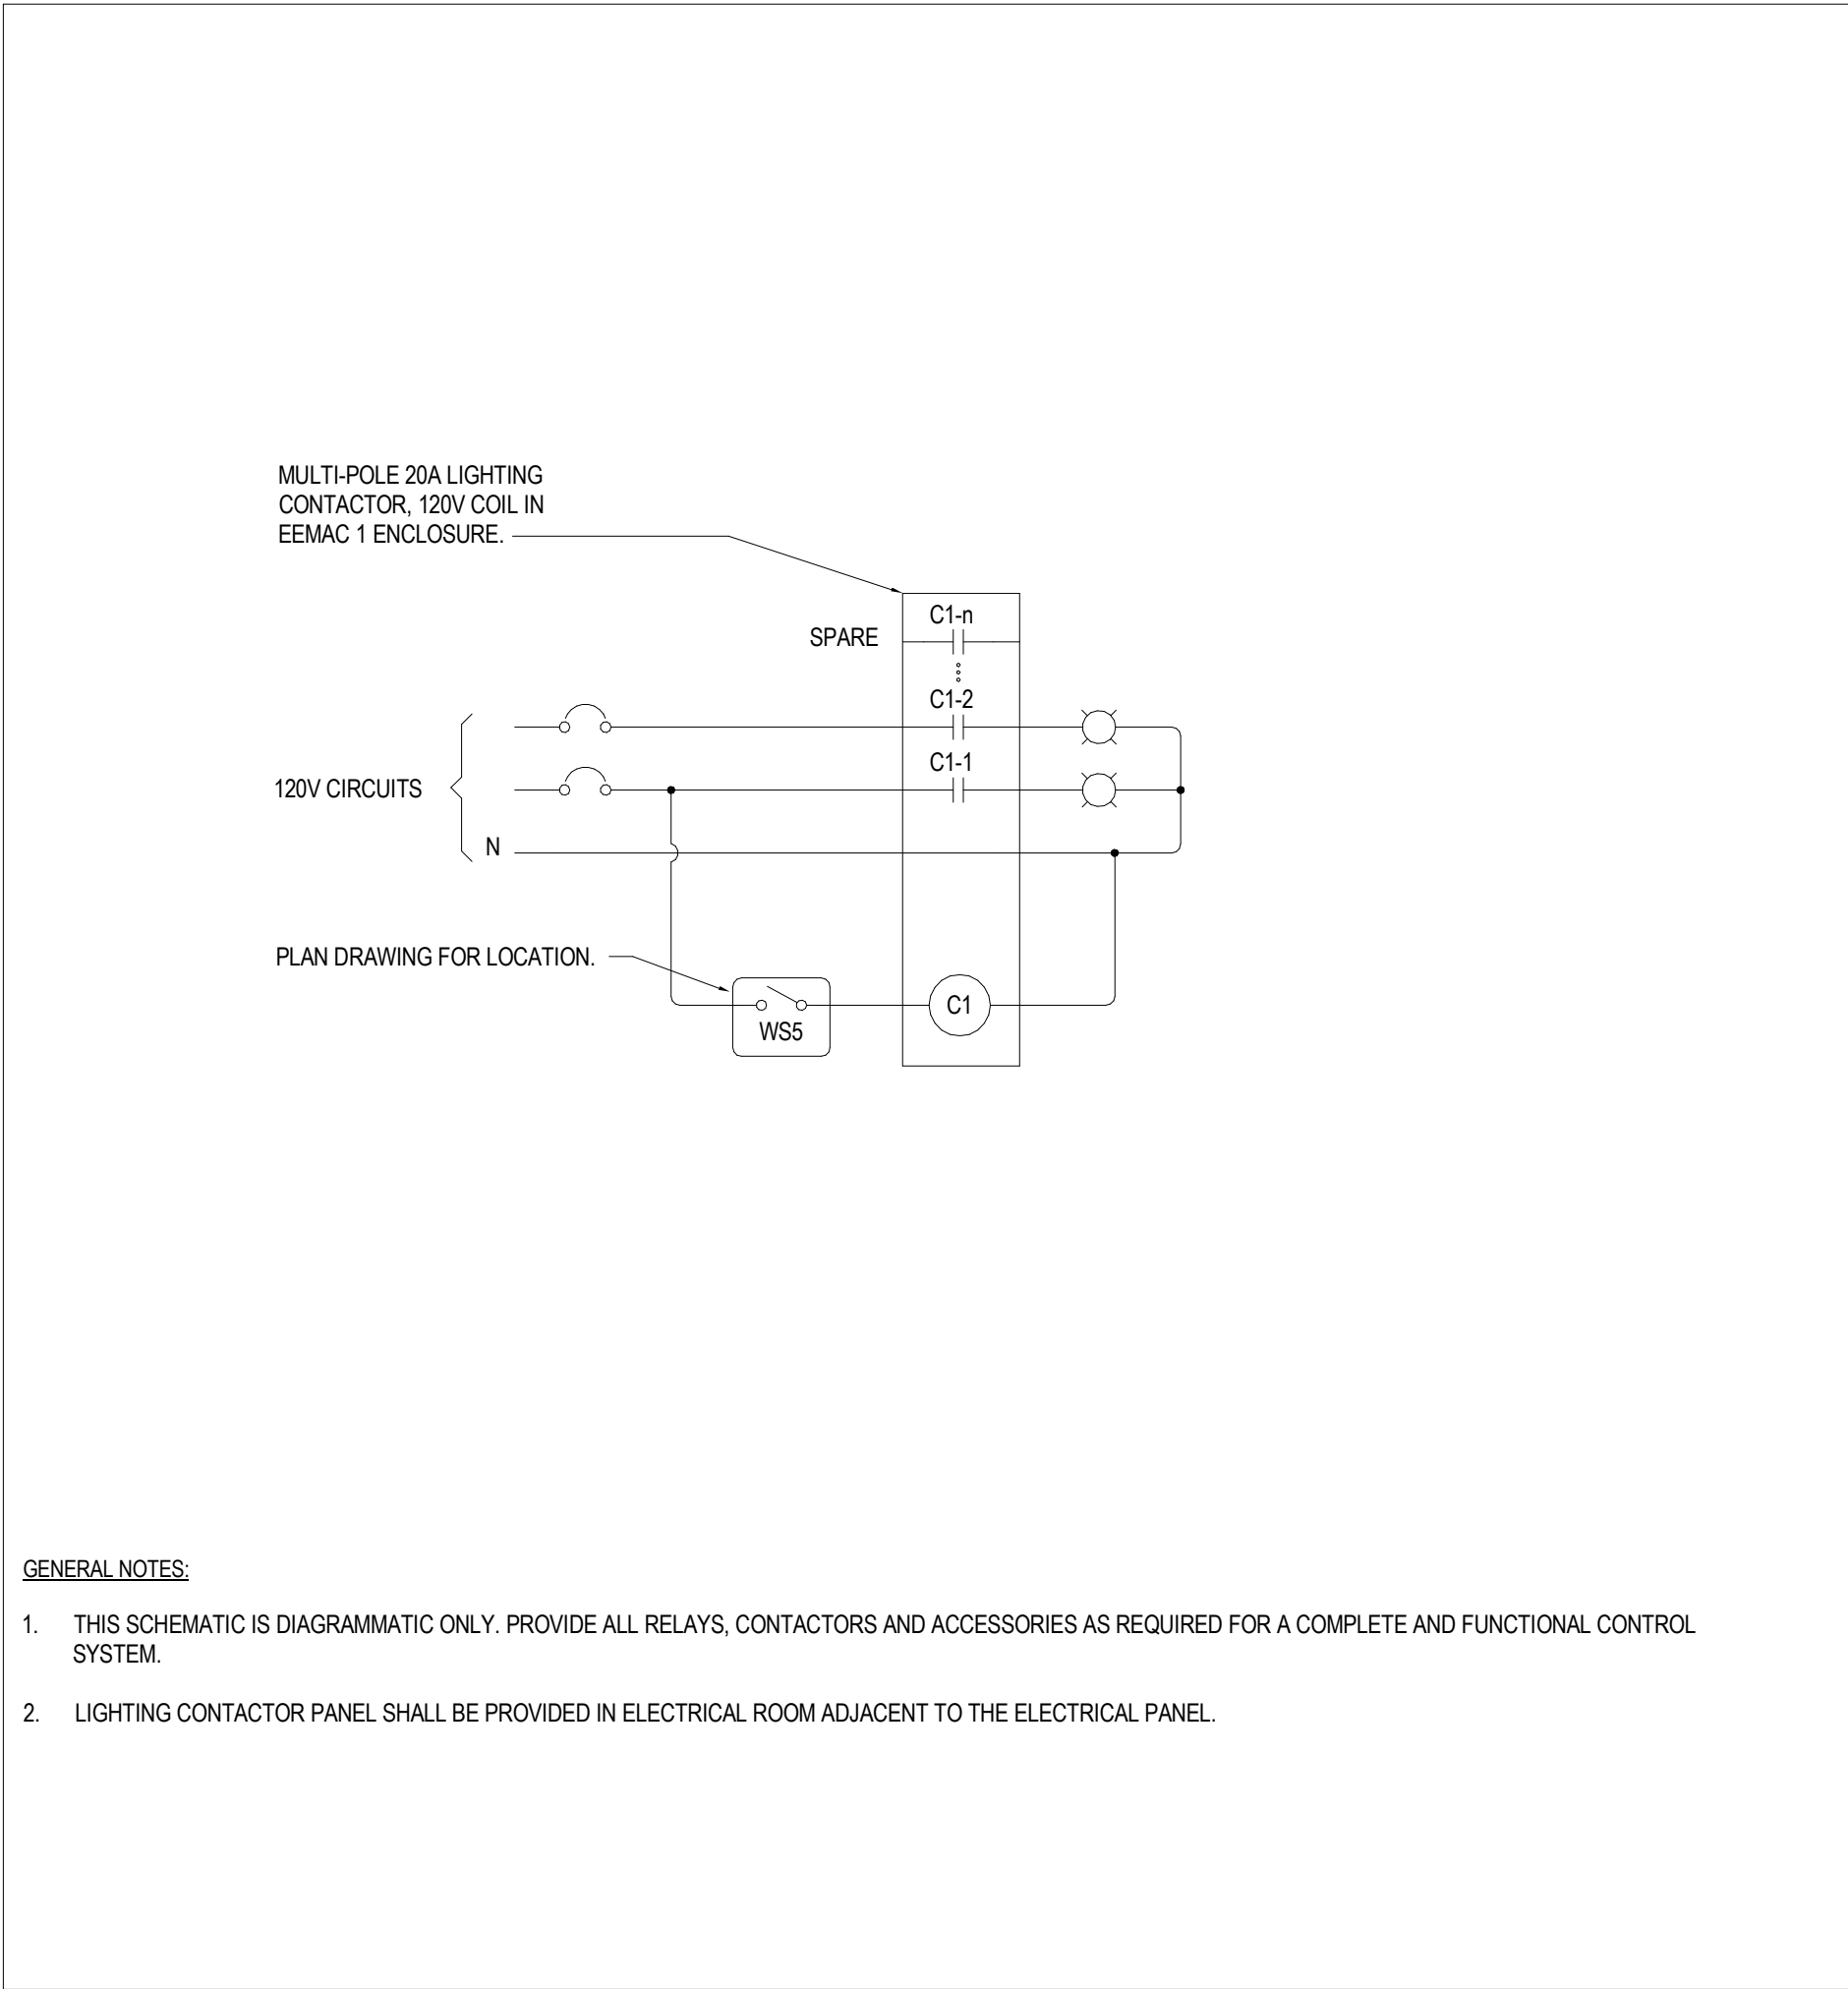 MULTI-POLE 20A LIGHTING
CONTACTOR, 120V COIL IN
EEMAC 1 ENCLOSURE.
C1-n
SPARE
C1-2
C1-1
120V CIRCUITS
N
PLAN DRAWING FOR LOCATION.
C1
WS5
GENERAL NOTES:
1. THIS SCHEMATIC IS DIAGRAMMATIC ONLY. PROVIDE ALL RELAYS, CONTACTORS AND ACCESSORIES AS REQUIRED FOR A COMPLETE AND FUNCTIONAL CONTROL
SYSTEM.
2. LIGHTING CONTACTOR PANEL SHALL BE PROVIDED IN ELECTRICAL ROOM ADJACENT TO THE ELECTRICAL PANEL.